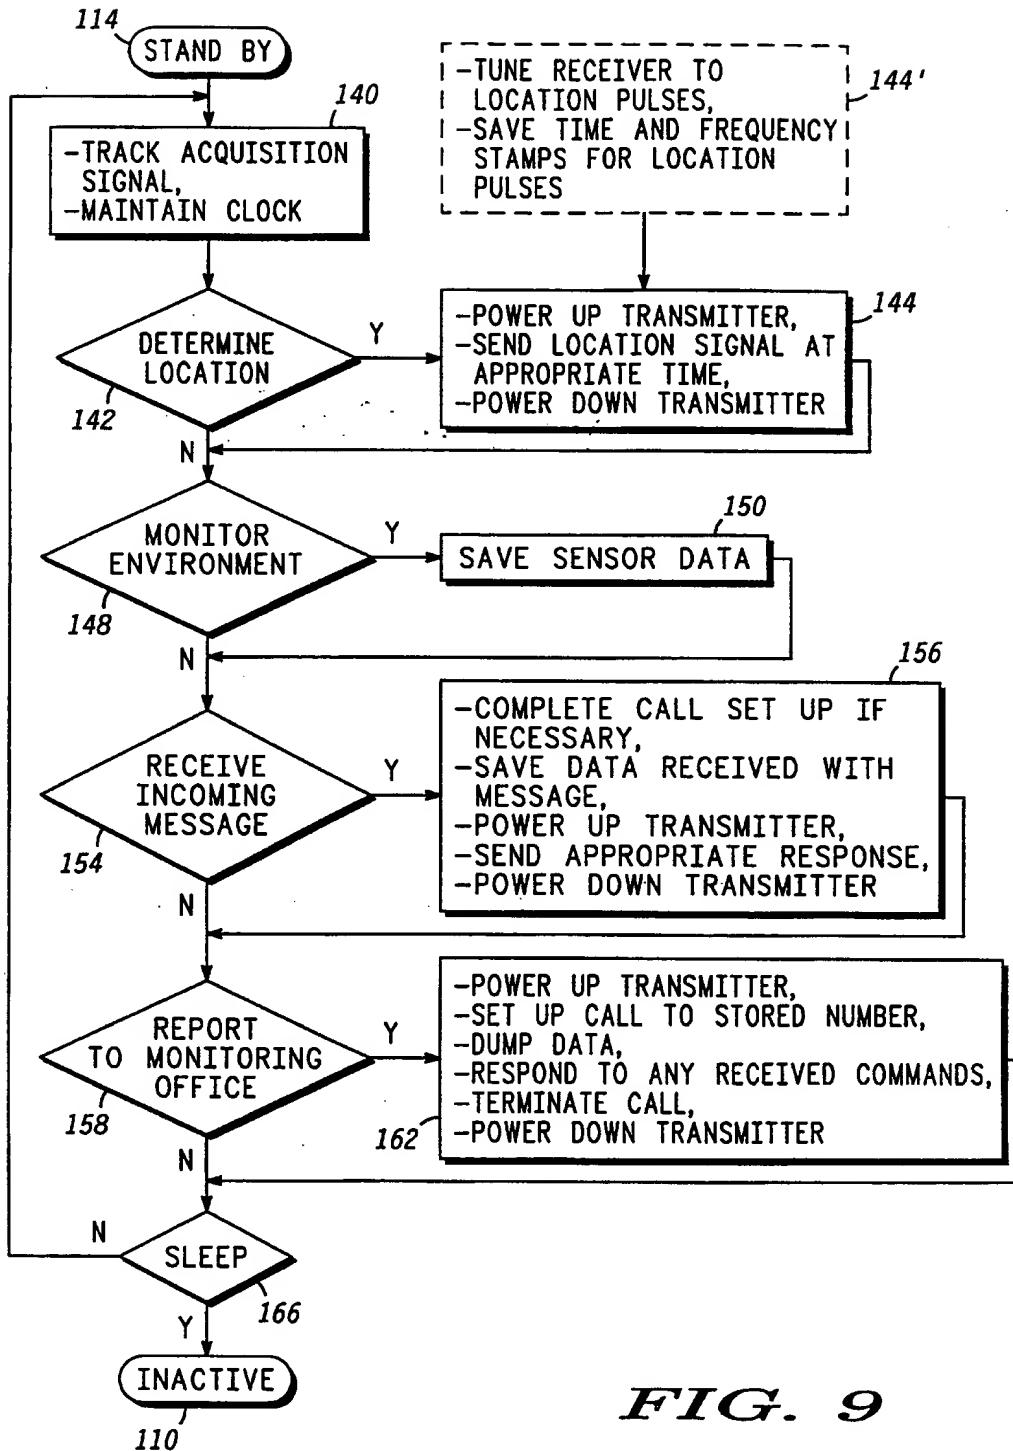 114
STAND BY
140
-TRACK ACQUISITION
SIGNAL,
-MAINTAIN CLOCK
144'
-TUNE RECEIVER TO
LOCATION PULSES,
-SAVE TIME AND FREQUENCY
STAMPS FOR LOCATION
PULSES
DETERMINE
LOCATION
142
Y
N
144
-POWER UP TRANSMITTER,
-SEND LOCATION SIGNAL AT
APPROPRIATE TIME,
-POWER DOWN TRANSMITTER
MONITOR
ENVIRONMENT
148
Y
N
150
SAVE SENSOR DATA
RECEIVE
INCOMING
MESSAGE
154
Y
N
156
-COMPLETE CALL SET UP IF
NECESSARY,
-SAVE DATA RECEIVED WITH
MESSAGE,
-POWER UP TRANSMITTER,
-SEND APPROPRIATE RESPONSE,
-POWER DOWN TRANSMITTER
REPORT
TO MONITORING
OFFICE
158
Y
N
162
-POWER UP TRANSMITTER,
-SET UP CALL TO STORED NUMBER,
-DUMP DATA,
-RESPOND TO ANY RECEIVED COMMANDS,
-TERMINATE CALL,
-POWER DOWN TRANSMITTER
N
SLEEP
166
Y
INACTIVE
110
FIG. 9